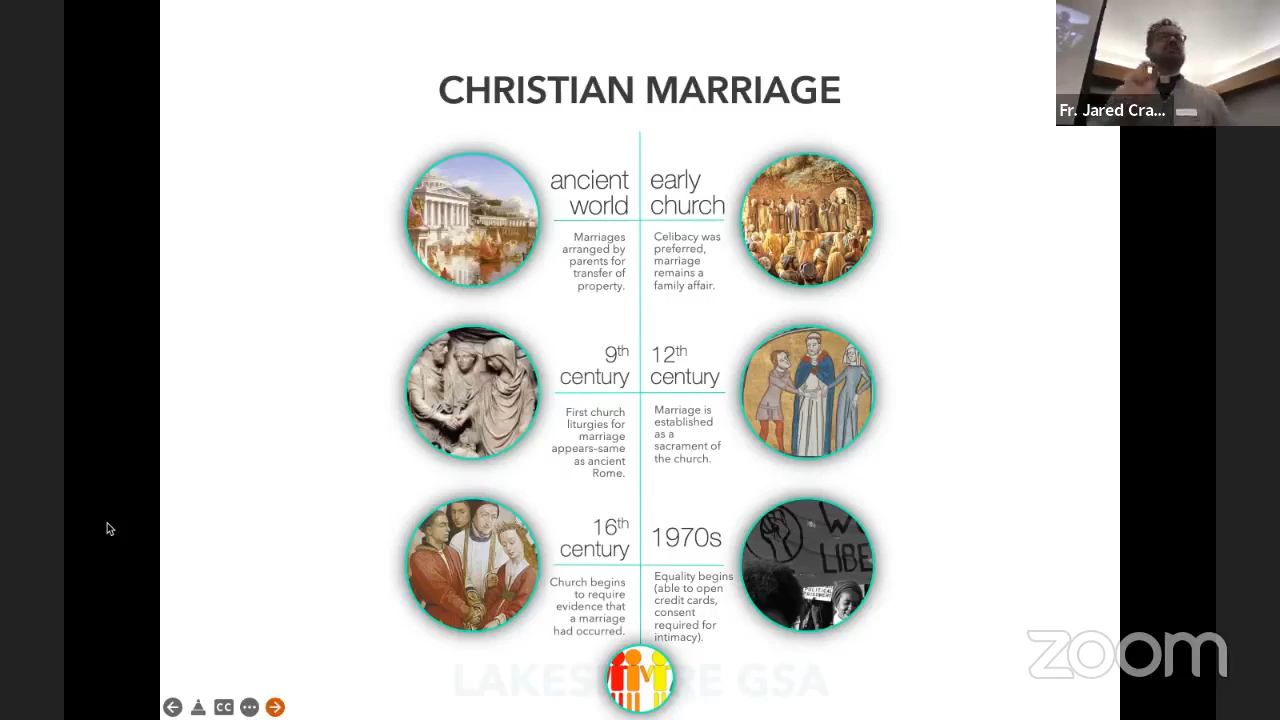 CHRISTIAN MARRIAGE
Fr. Jared Cra...
ancient
world
Marriages
arranged by
parents for
transfer of
property.
early
church
Celibacy was
preferred,
marriage
remains a
family affair.
9th
century
First church
liturgies for
marriage
appears-same
as ancient
Rome.
12th
century
Marriage is
established
as a
sacrament of
the church.
16th
century
Church begins
to require
evidence that
a marriage
had occurred.
1970s
Equality begins
(able to open
credit cards,
consent
required for
intimacy).
LIBE
GSA
zoom
CC